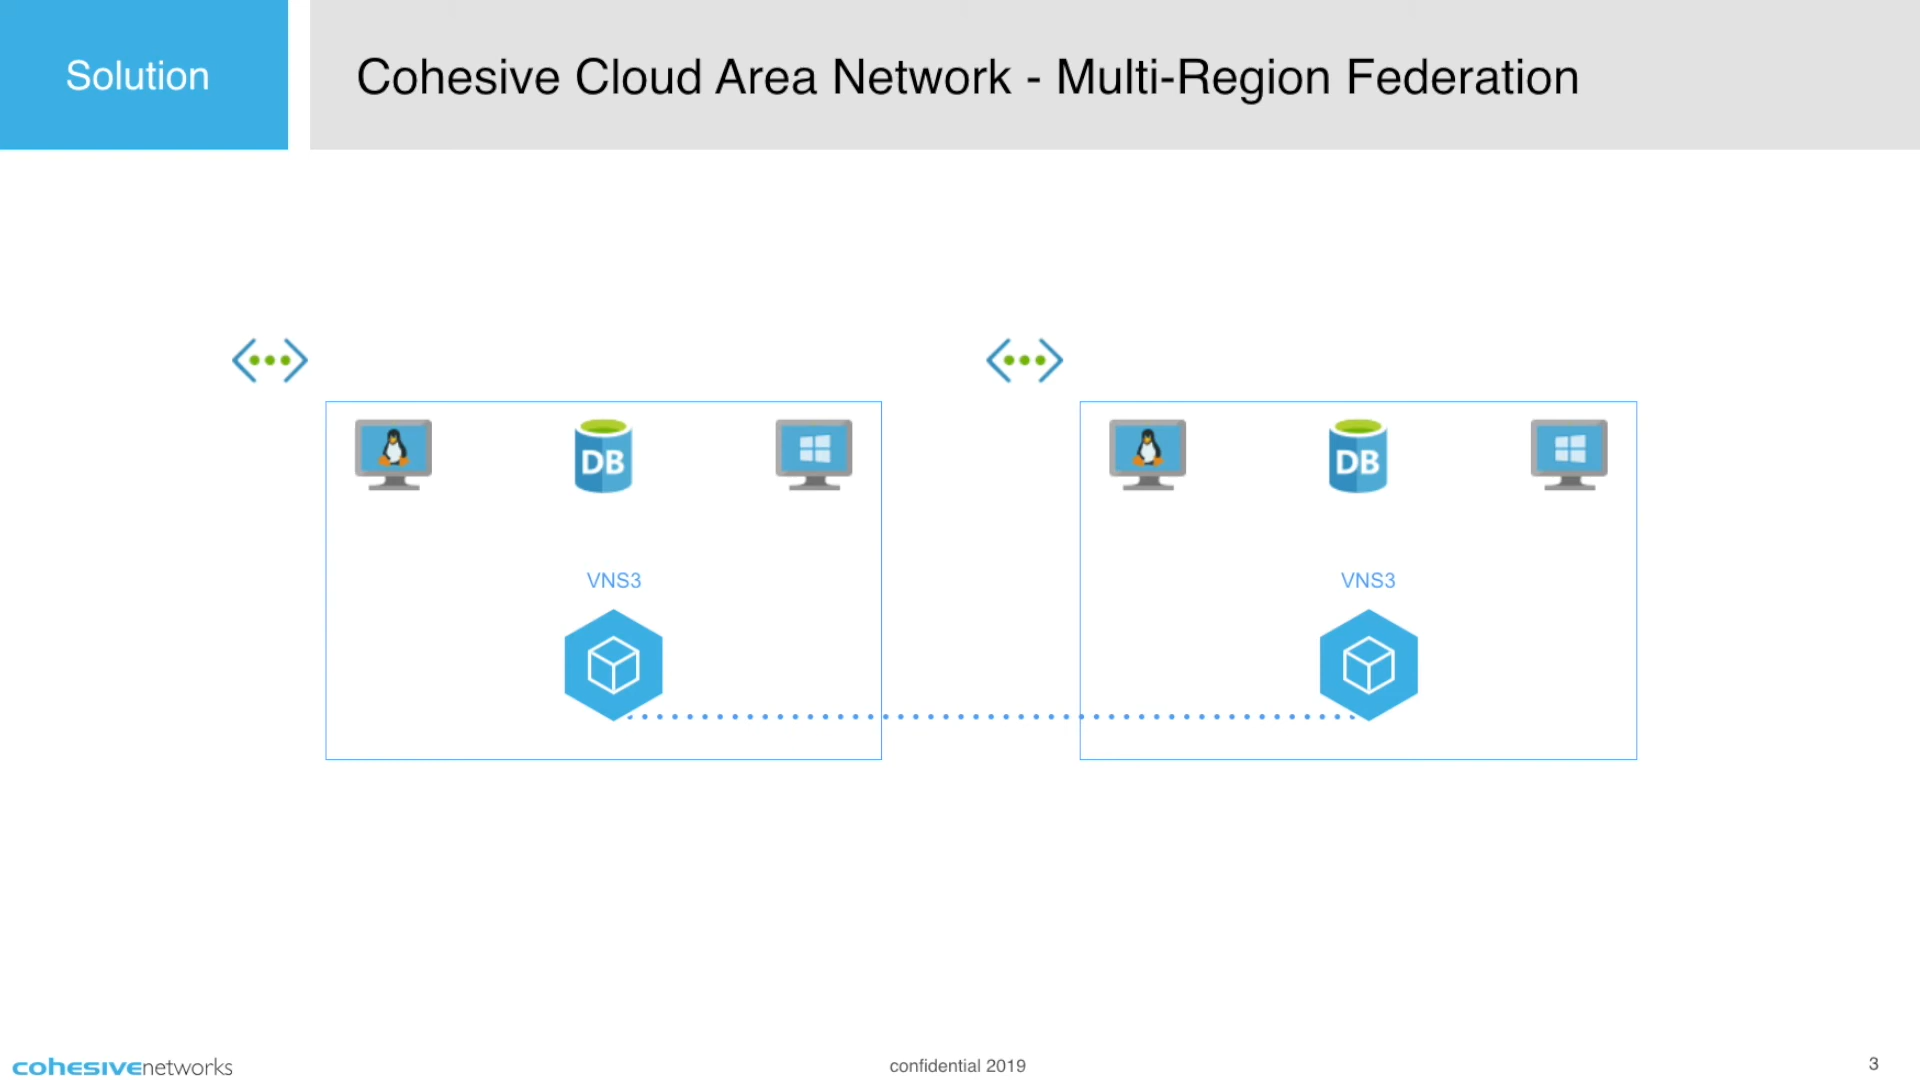 Solution
Cohesive Cloud Area Network - Multi-Region Federation
DB
DB
VNS3
VNS3
cohesivenetworks
confidential 2019
3